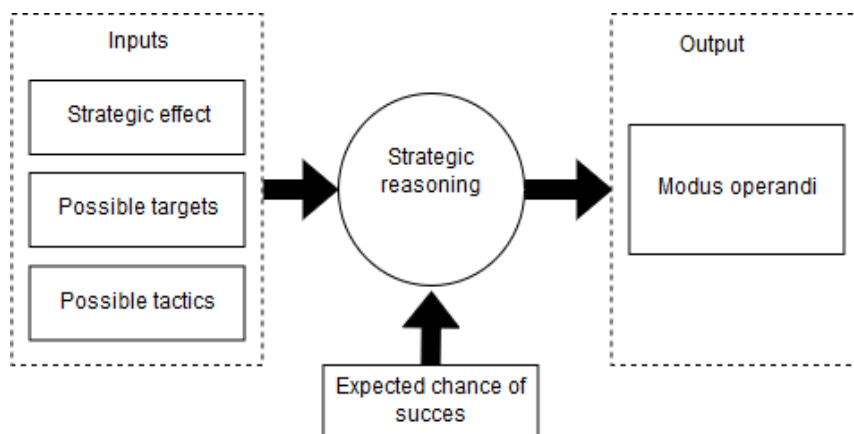 Inputs
Strategic effect
Possible targets
Possible tactics
Strategic
reasoning
Expected chance of
succes
Output
Modus operandi